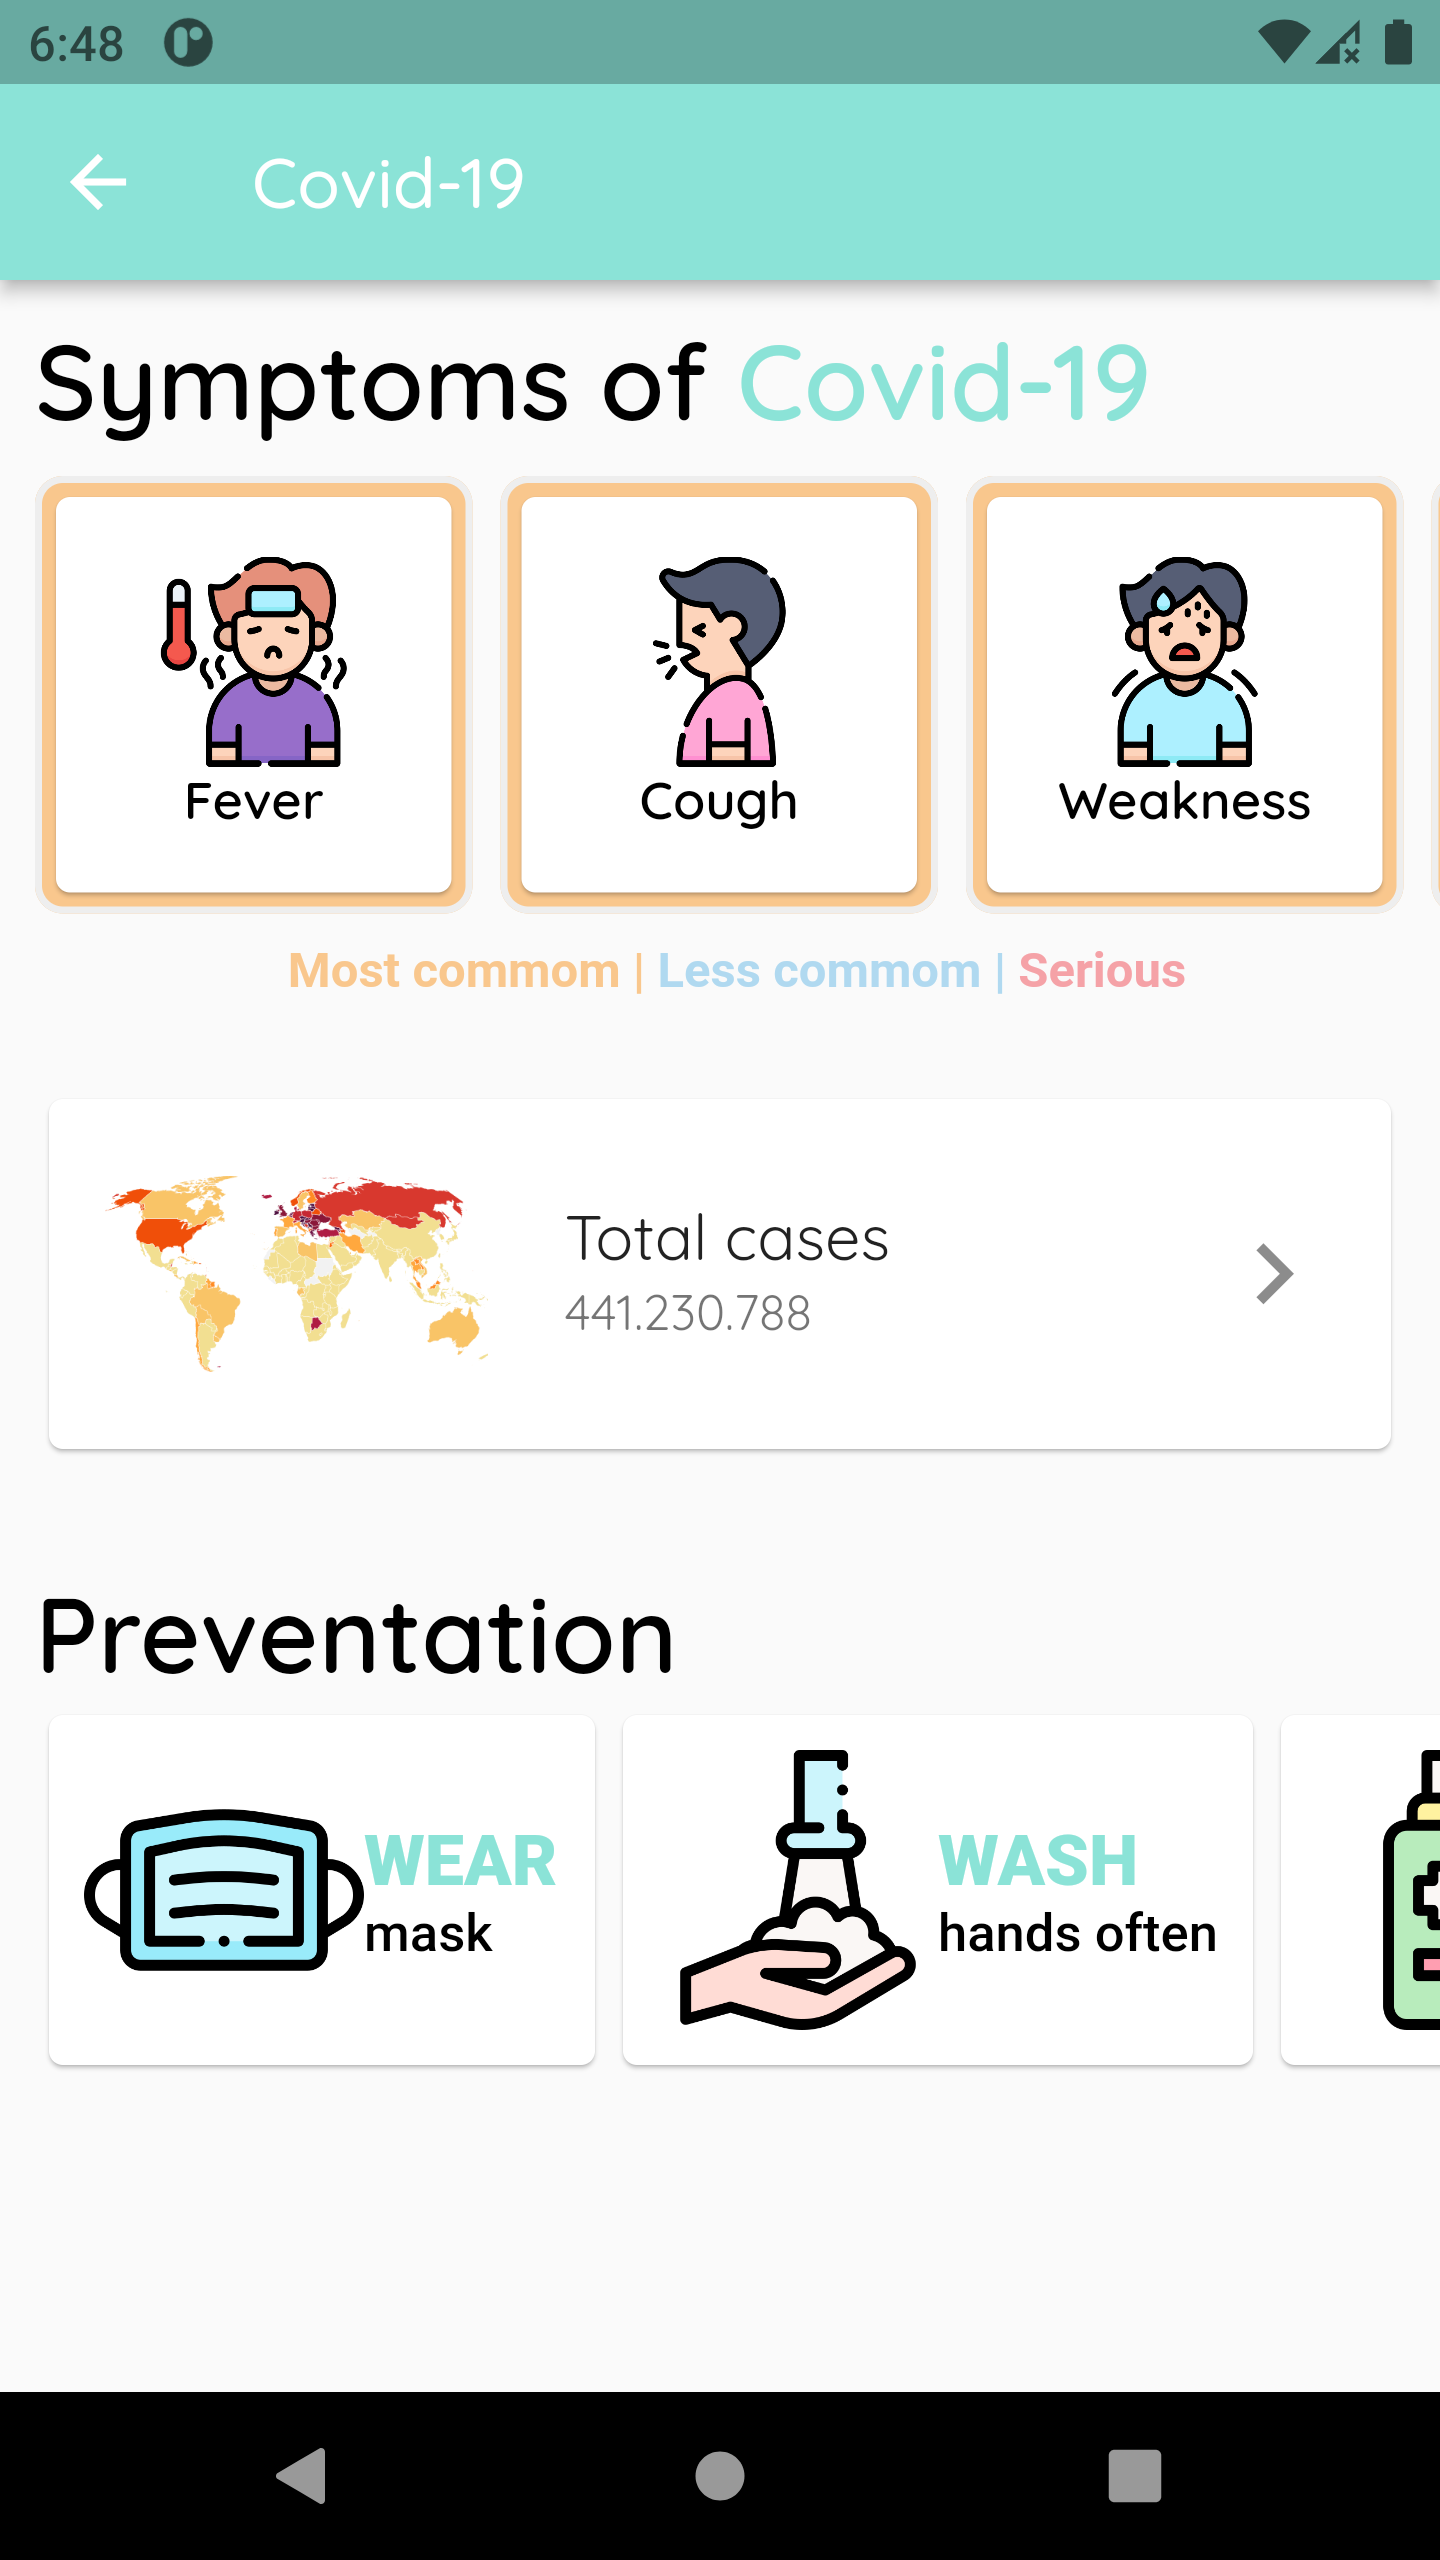 6:48
Covid-19
Symptoms of Covid-19
Fever
Cough
Weakness
Most commom | Less commom | Serious
Total cases
441.230.788
Preventation
WEAR
mask
WASH
hands often